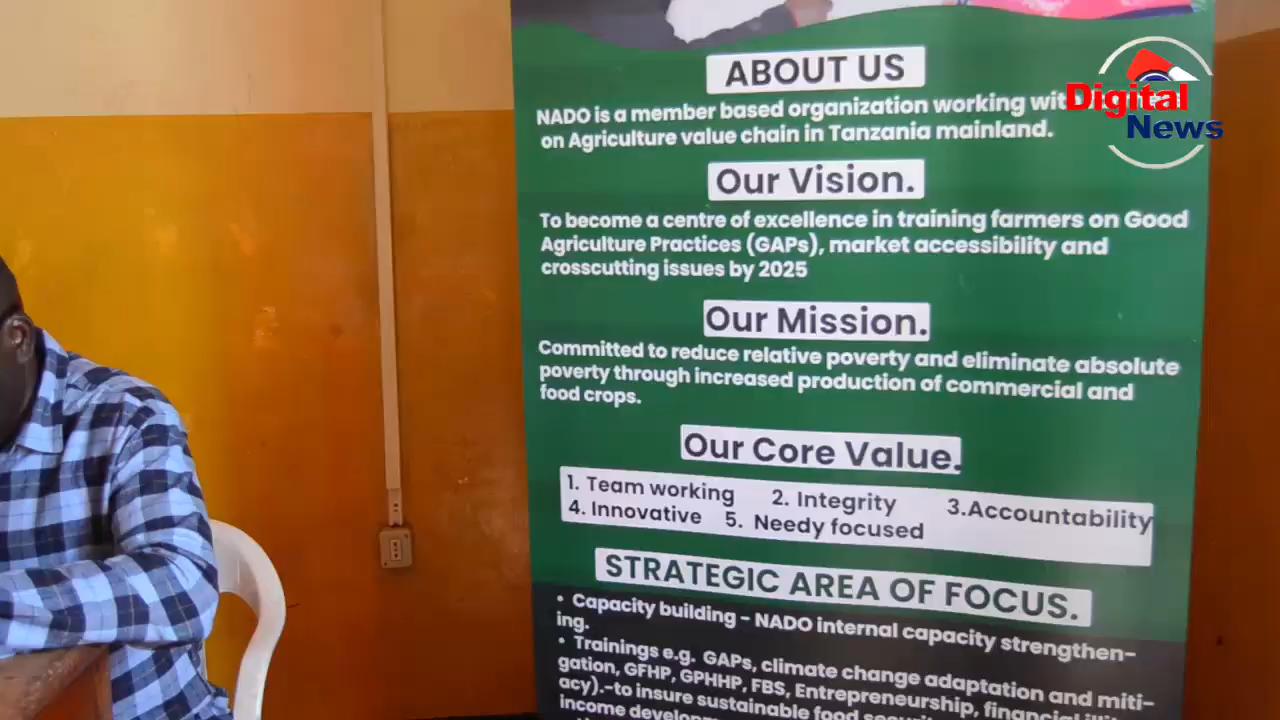 ABOUT US
NADO is a member based organization working
on Agriculture value chain in Tanzania mainland.
Digital
News
Our Vision.
To become a centre of excellence in training farmers on Good
Agriculture Practices (GAPs), market accessibility and
crosscutting issues by 2025
Our Mission.
Committed to reduce relative poverty and eliminate absolute
poverty through increased production of commercial and
food crops.
Our Core Value.
1. Team working 2. Integrity 3.Accountability
4. Innovative 5. Needy focused
STRATEGIC AREA OF FOCUS.
• Capacity building - NADO internal capacity strengthen-
ing.
• Trainings e.g. GAPs, climate change adaptation and miti-
gation, GFHP, GPHHP, FBS, Entrepreneurship,
acy).-to insure sustainable food
income